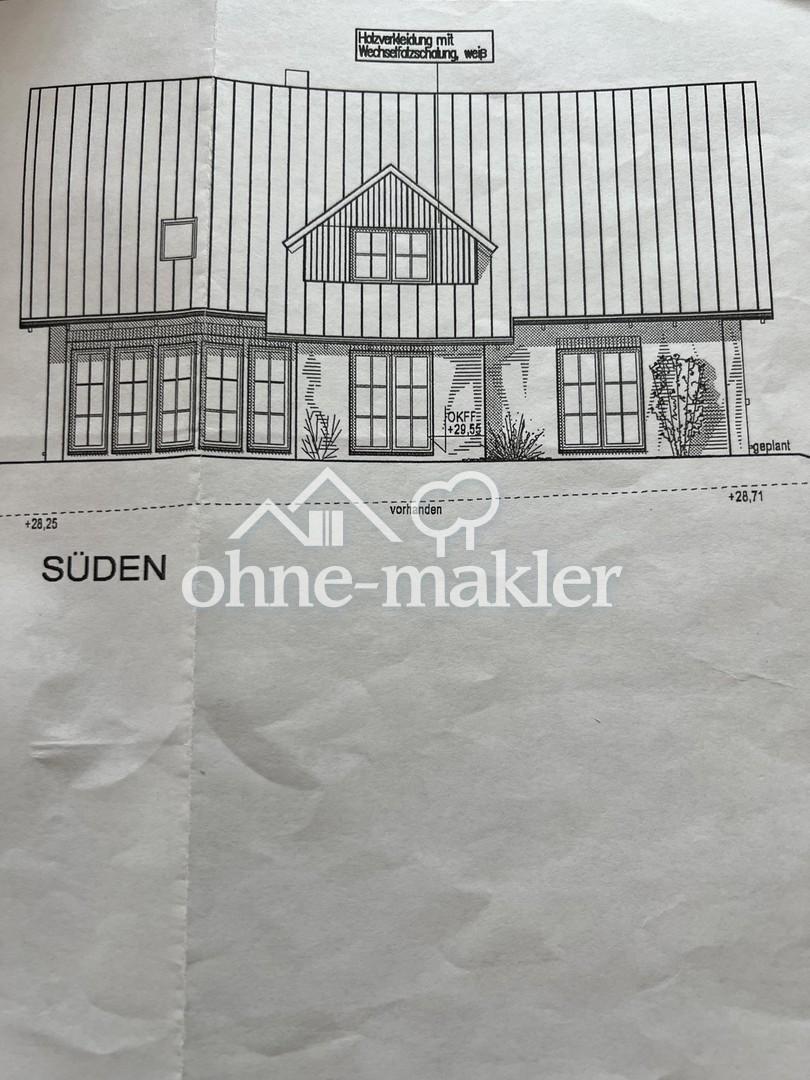 Holzverkleidung mit
Wechselfalzschalung, weiß
OKFF
+29,55
geplant
+28,71
vorhanden
+28,25
SÜDEN
ohne-makler